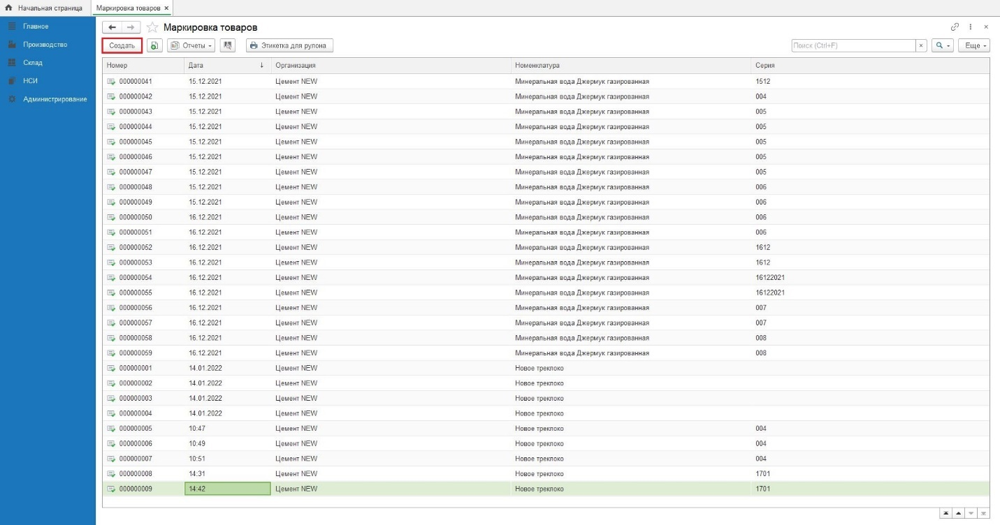 Начальная страница
Маркировка товаров ×
Главное
Производство
Склад
НСИ
Администрирование
Маркировка товаров
Создать Отчеты Этикетка для рулона Поиск (Ctrl+F) × Еще
Номер Дата ↓ Организация Номенклатура Серия
000000041 15.12.2021 Цемент NEW Минеральная вода Джермук газированная 1512
000000042 15.12.2021 Цемент NEW Минеральная вода Джермук газированная 004
000000043 15.12.2021 Цемент NEW Минеральная вода Джермук газированная 005
000000044 15.12.2021 Цемент NEW Минеральная вода Джермук газированная 005
000000045 15.12.2021 Цемент NEW Минеральная вода Джермук газированная 005
000000046 15.12.2021 Цемент NEW Минеральная вода Джермук газированная 005
000000047 15.12.2021 Цемент NEW Минеральная вода Джермук газированная 005
000000048 15.12.2021 Цемент NEW Минеральная вода Джермук газированная 006
000000049 15.12.2021 Цемент NEW Минеральная вода Джермук газированная 006
000000050 16.12.2021 Цемент NEW Минеральная вода Джермук газированная 006
000000051 16.12.2021 Цемент NEW Минеральная вода Джермук газированная 006
000000052 16.12.2021 Цемент NEW Минеральная вода Джермук газированная 1612
000000053 16.12.2021 Цемент NEW Минеральная вода Джермук газированная 1612
000000054 16.12.2021 Цемент NEW Минеральная вода Джермук газированная 16122021
000000055 16.12.2021 Цемент NEW Минеральная вода Джермук газированная 16122021
000000056 16.12.2021 Цемент NEW Минеральная вода Джермук газированная 007
000000057 16.12.2021 Цемент NEW Минеральная вода Джермук газированная 007
000000058 16.12.2021 Цемент NEW Минеральная вода Джермук газированная 008
000000059 16.12.2021 Цемент NEW Минеральная вода Джермук газированная 008
000000001 14.01.2022 Цемент NEW Новое треклоко
000000002 14.01.2022 Цемент NEW Новое треклоко
000000003 14.01.2022 Цемент NEW Новое треклоко
000000004 14.01.2022 Цемент NEW Новое треклоко
000000005 10:47 Цемент NEW Новое треклоко 004
000000006 10:49 Цемент NEW Новое треклоко 004
000000007 10:51 Цемент NEW Новое треклоко 004
000000008 14:31 Цемент NEW Новое треклоко 1701
000000009 14:42 Цемент NEW Новое треклоко 1701